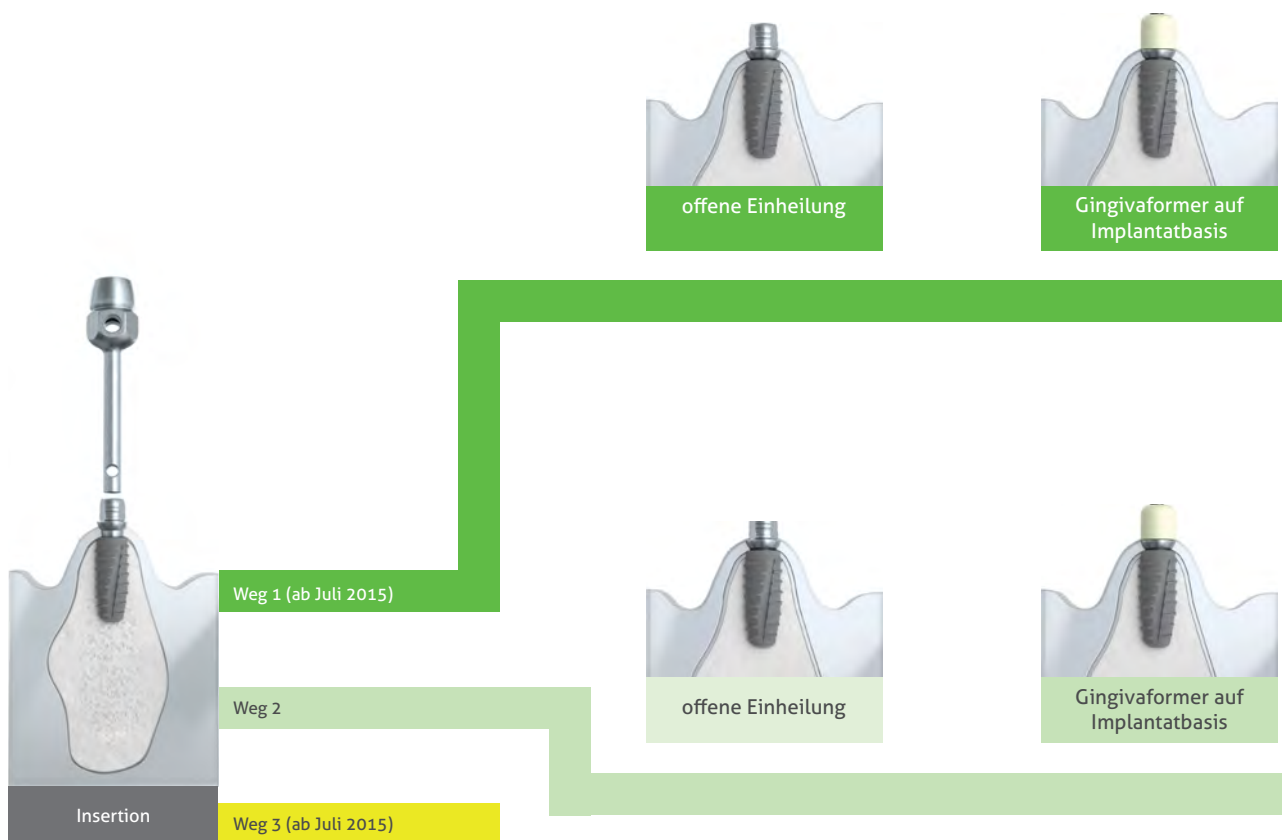 offene Einheilung
Gingivaformer auf
Implantatbasis
Weg 1 (ab Juli 2015)
Weg 2
offene Einheilung
Gingivaformer auf
Implantatbasis
Insertion
Weg 3 (ab Juli 2015)